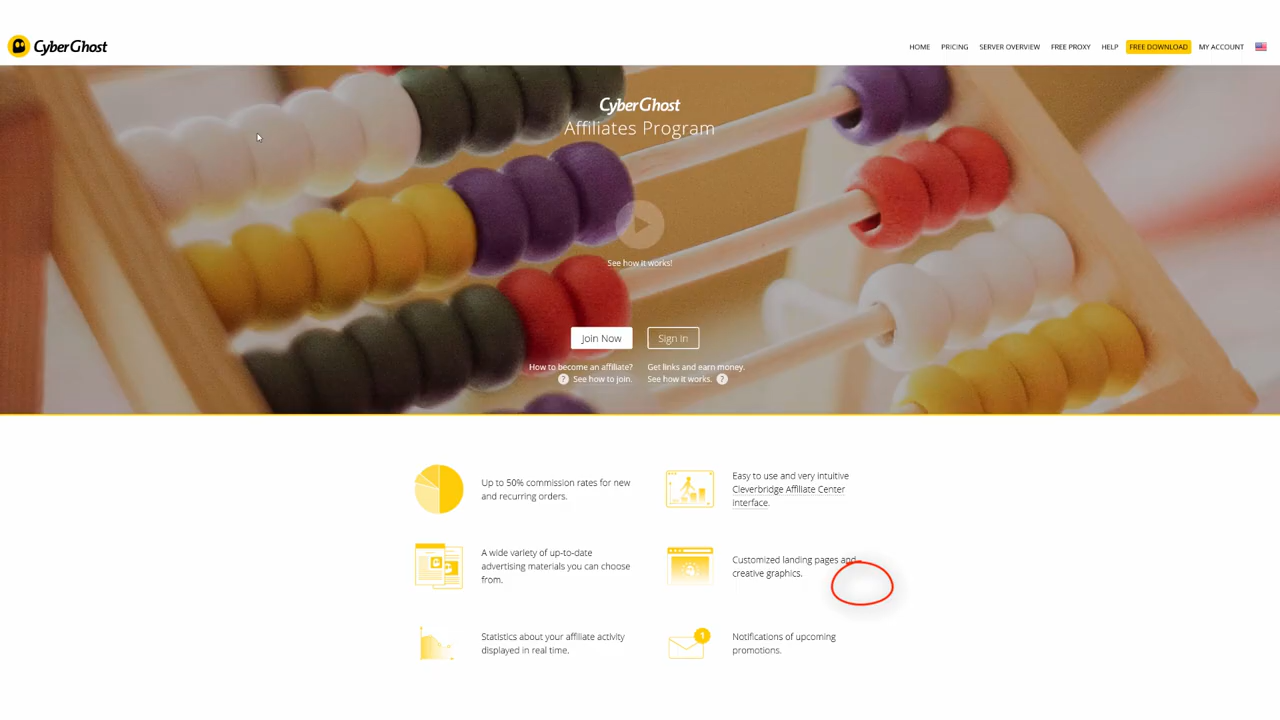 CyberGhost
HOME PRICING SERVER OVERVIEW FREE PROXY HELP FREE DOWNLOAD MY ACCOUNT
CyberGhost
Affiliates Program
See how it works!
Join Now
Sign In
How to become an affiliate?
? See how to join.
Get links and earn money.
See how it works. ?
Up to 50% commission rates for new
and recurring orders.
Easy to use and very intuitive
Cleverbridge Affiliate Center
interface.
A wide variety of up-to-date
advertising materials you can choose
from.
Customized landing pages and
creative graphics.
Statistics about your affiliate activity
displayed in real time.
1
Notifications of upcoming
promotions.